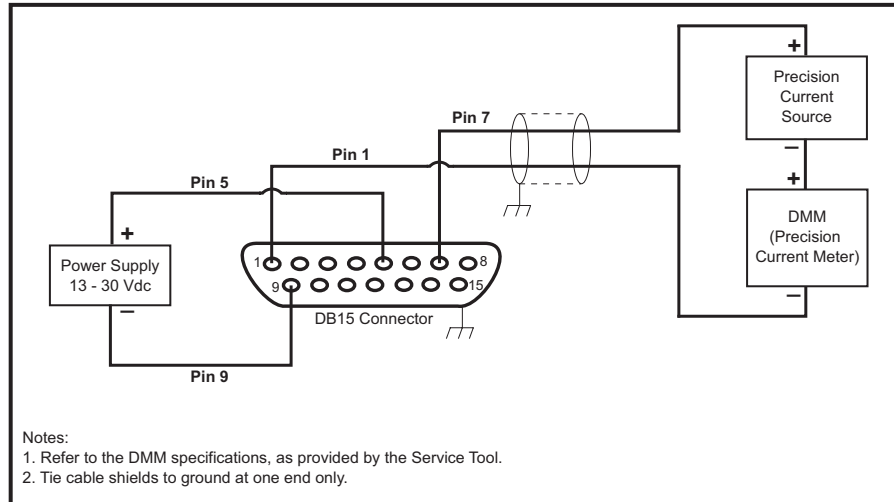 +
Precision
Current
Source
Pin 7
–
Pin 1
+
Pin 5
DMM
(Precision
Current Meter)
+
1
8
Power Supply
13 - 30 Vdc
9
15
–
–
DB15 Connector
Pin 9
Notes:
1. Refer to the DMM specifications, as provided by the Service Tool.
2. Tie cable shields to ground at one end only.